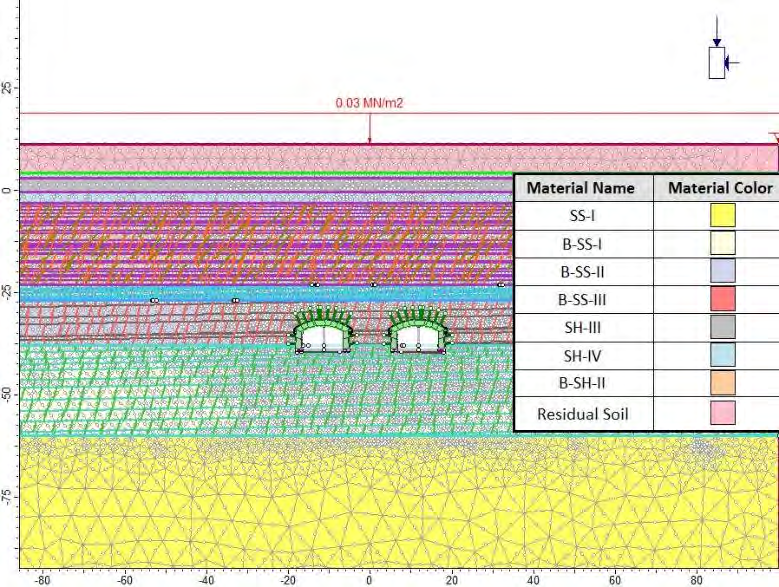 25
0.03 MN/m2
0
Material Name Material Color
SS-I
B-SS-I
B-SS-II
-25
B-SS-III
SH-III
SH-IV
B-SH-II
-50
Residual Soil
-75
-80 -60 -40 -20 0 20 40 60 80